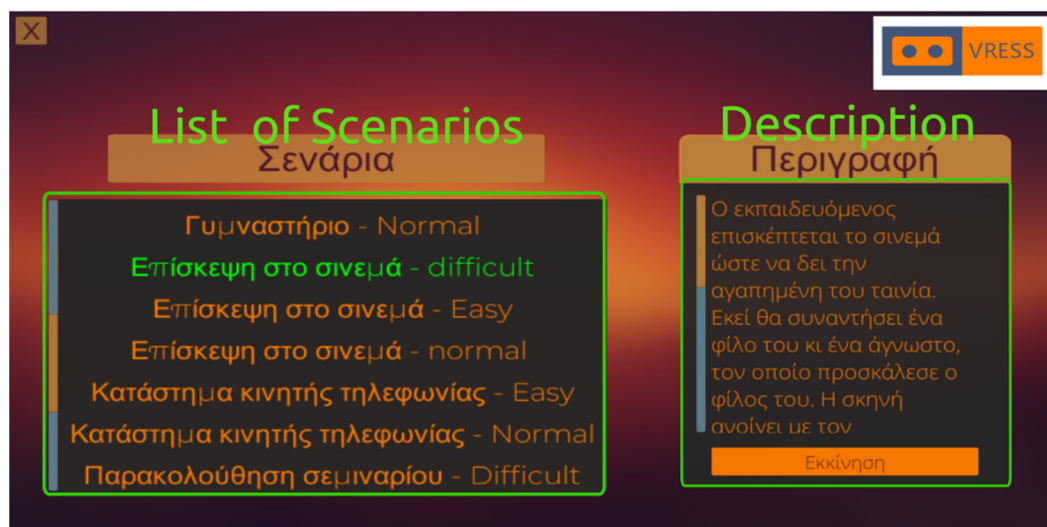 X
VRESS
List of Scenarios
Σενάρια
Γυμναστήριο - Normal
Επίσκεψη στο σινεμά - difficult
Επίσκεψη στο σινεμά - Easy
Επίσκεψη στο σινεμά - normal
Κατάστημα κινητής τηλεφωνίας - Easy
Κατάστημα κινητής τηλεφωνίας - Normal
Παρακολούθηση σεμιναρίου - Difficult
Description
Περιγραφή
Ο εκπαιδευόμενος
επισκέπτεται το σινεμά
ώστε να δει την
αγαπημένη του ταινία.
Εκεί θα συναντήσει ένα
φίλο του κι ένα άγνωστο,
τον οποίο προσκάλεσε ο
φίλος του. Η σκηνή
ανοίγει με τον
Εκκίνηση